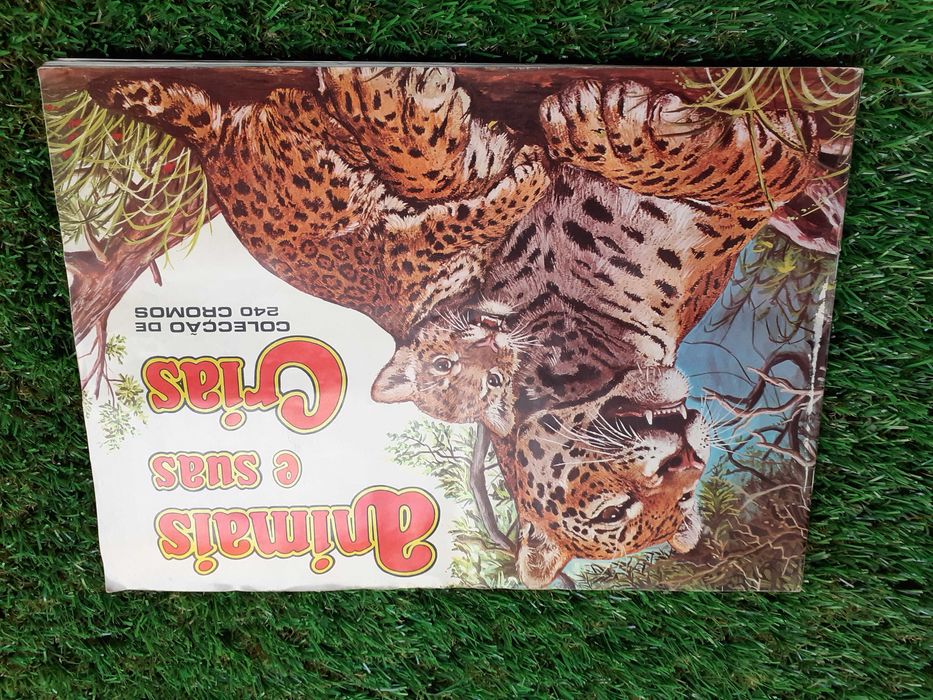 Animais
e suas
Crias
COLECÇÃO DE
240 CROMOS